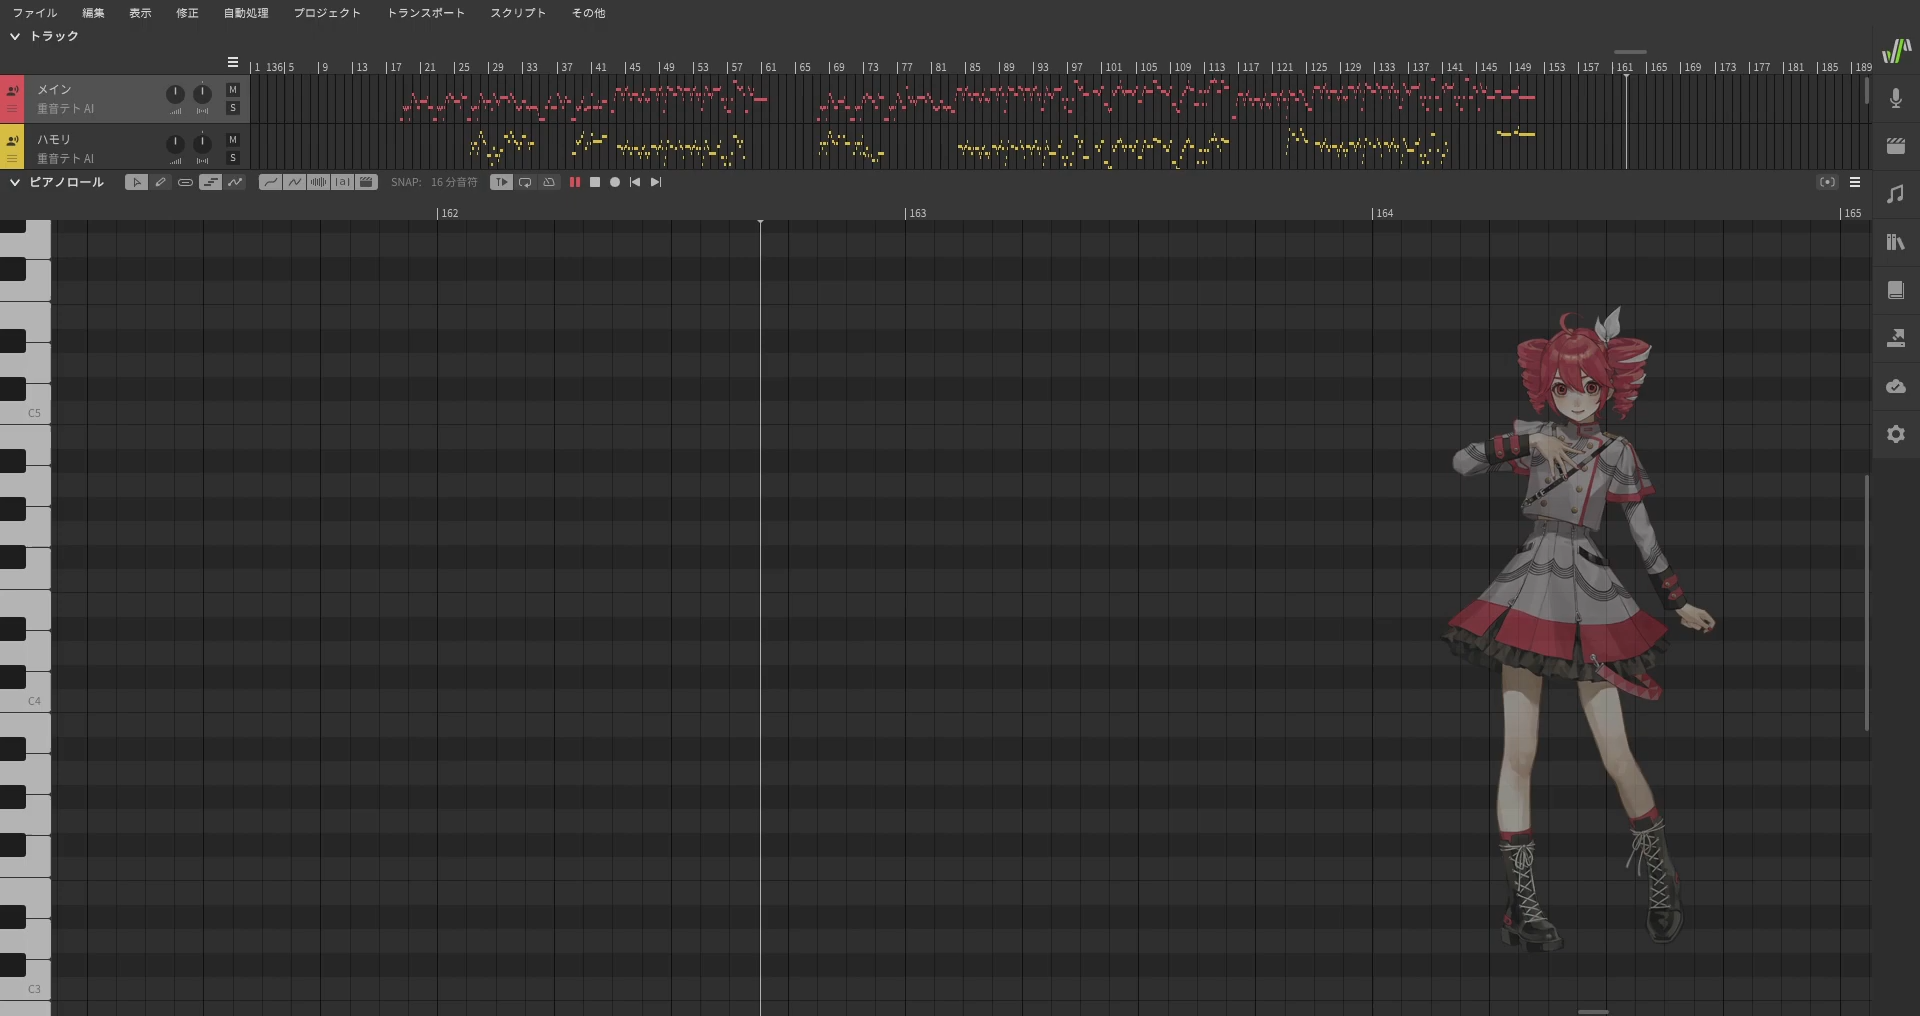 ファイル 編集 表示 修正 自動処理 プロジェクト トランスポート スクリプト その他
トラック
1 136 5 9 13 17 21 25 29 33 37 41 45 49 53 57 61 65 69 73 77 81 85 89 93 97 101 105 109 113 117 121 125 129 133 137 141 145 149 153 157 161 165 169 173 177 181 185 189
メイン M
重音テト AI S
ハモリ M
重音テト AI S
ピアノロール SNAP: 16 分音符
162 163 164 165
C5
C4
C3